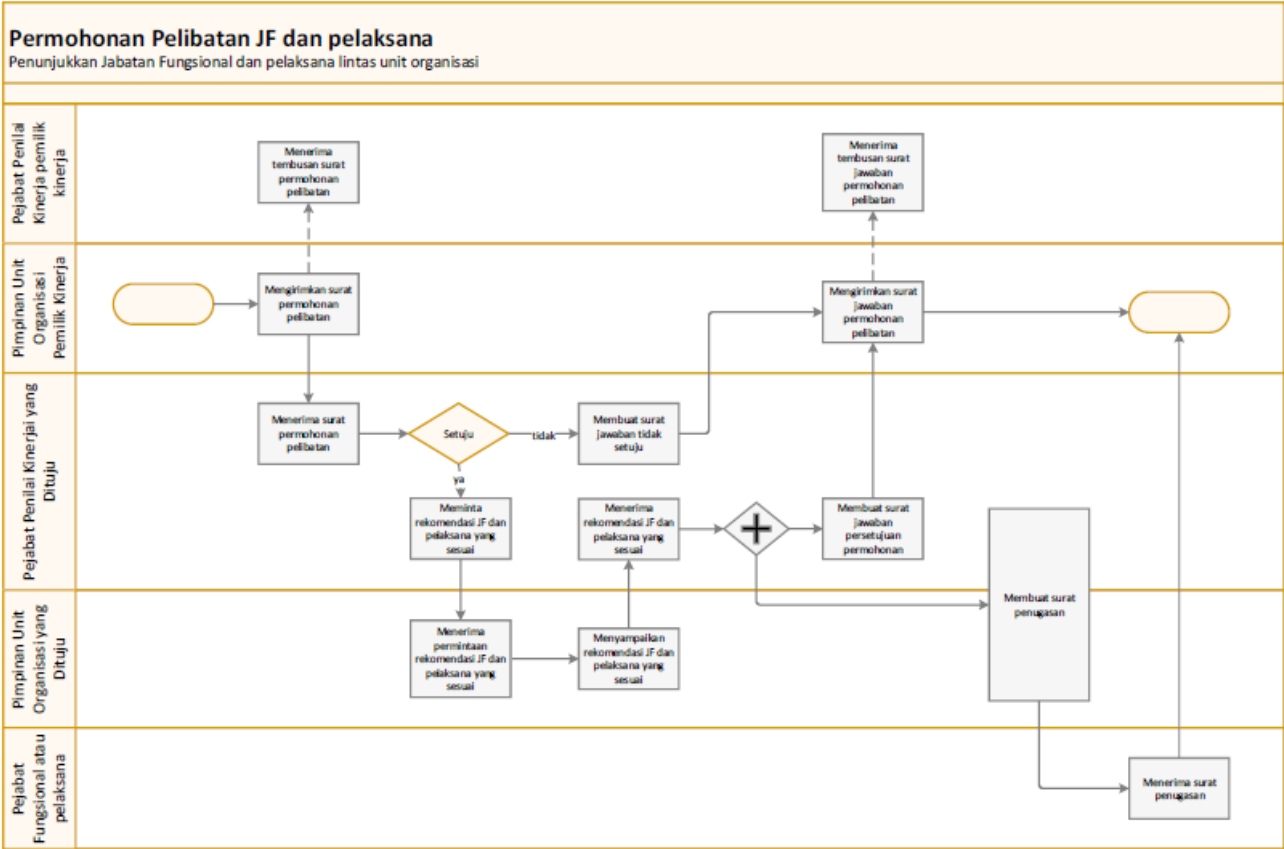 Permohonan Pelibatan JF dan pelaksana
Penunjukkan Jabatan Fungsional dan pelaksana lintas unit organisasi
Pejabat Penilai
Kinerja pemilik
kinerja
Menerima
tembusan surat
permohonan
pelibatan
Menerima
tembusan surat
jawaban
permohonan
pelibatan
Pimpinan Unit
Organisasi
Pemilik Kinerja
Mengirimkan surat
permohonan
pelibatan
Mengirimkan surat
jawaban
permohonan
pelibatan
Pejabat Penilai Kinerjai yang
Dituju
Menerima surat
permohonan
pelibatan
Setuju
tidak
Membuat surat
jawaban tidak
setuju
ya
Meminta
rekomendasi JF dan
pelaksana yang
sesuai
Menerima
rekomendasi JF dan
pelaksana yang
sesuai
Membuat surat
jawaban
persetujuan
permohonan
Membuat surat
penugasan
Pimpinan Unit
Organisasi yang
Dituju
Menerima
permintaan
rekomendasi JF dan
pelaksana yang
sesuai
Menyampaikan
rekomendasi JF dan
pelaksana yang
sesuai
Pejabat
Fungsional atau
pelaksana
Menerima surat
penugasan